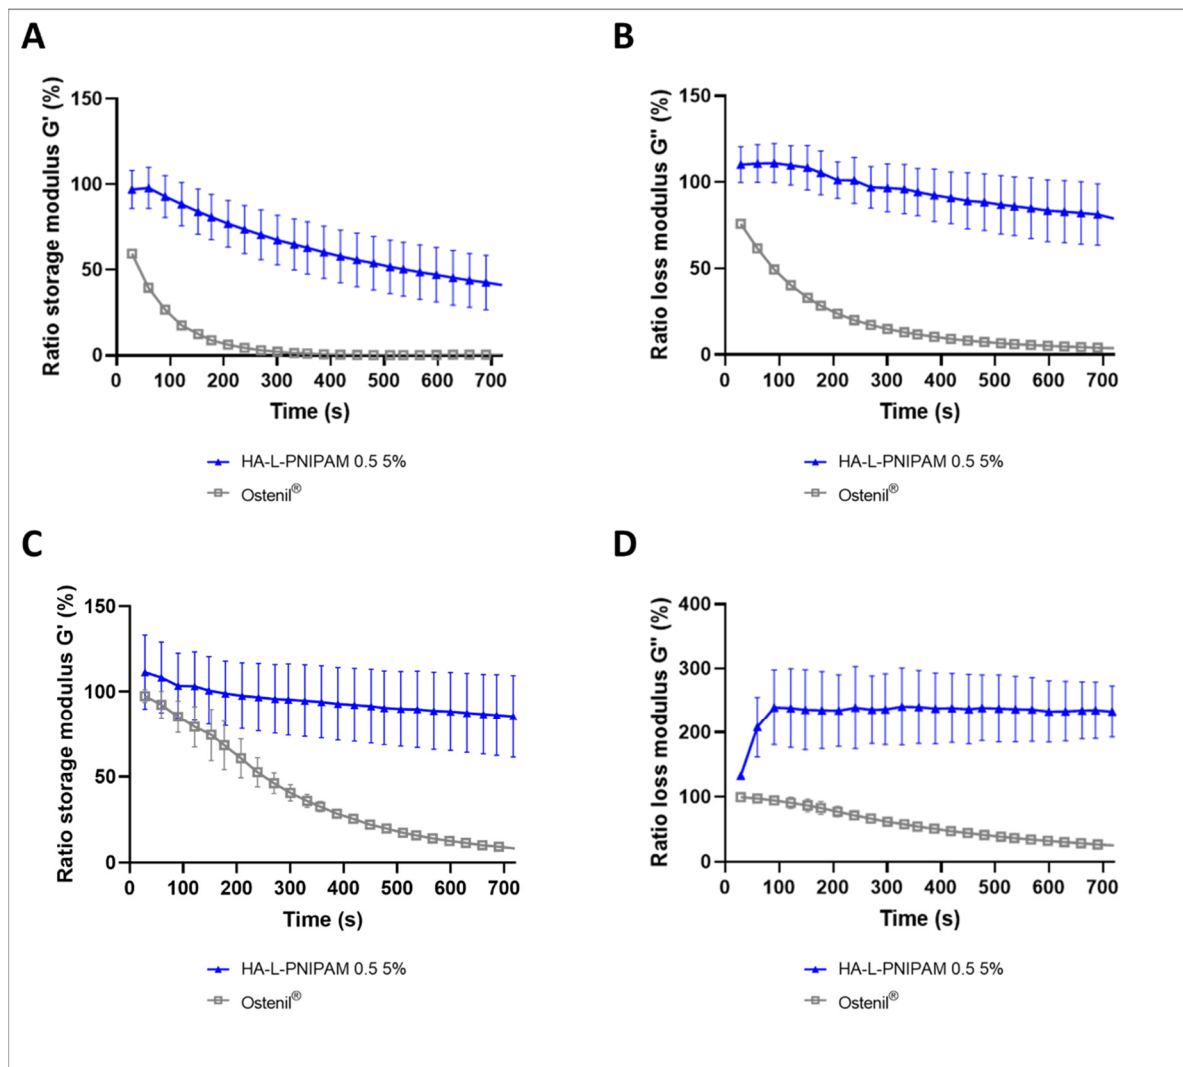 A
Ratio storage modulus G' (%)
150
100
50
0
0 100 200 300 400 500 600 700
Time (s)
HA-L-PNIPAM 0.5 5%
Ostenil®
B
Ratio loss modulus G'' (%)
150
100
50
0
0 100 200 300 400 500 600 700
Time (s)
HA-L-PNIPAM 0.5 5%
Ostenil®
C
Ratio storage modulus G' (%)
150
100
50
0
0 100 200 300 400 500 600 700
Time (s)
HA-L-PNIPAM 0.5 5%
Ostenil®
D
Ratio loss modulus G'' (%)
400
300
200
100
0
0 100 200 300 400 500 600 700
Time (s)
HA-L-PNIPAM 0.5 5%
Ostenil®